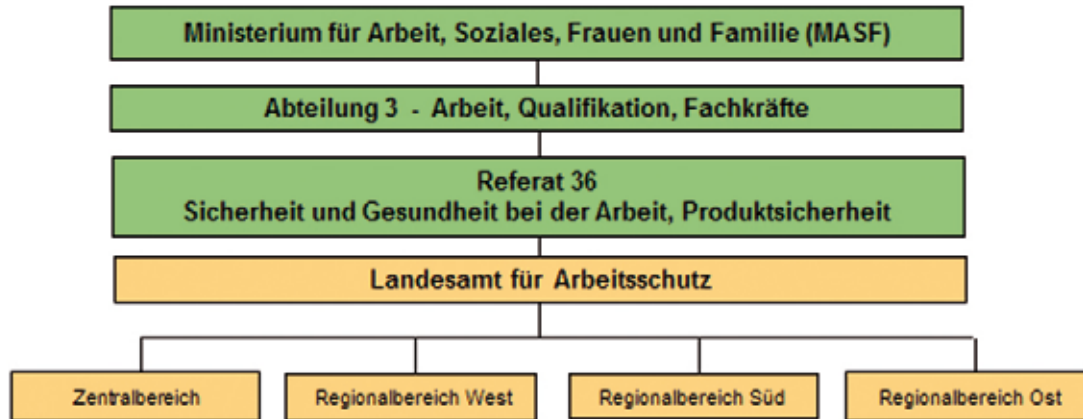 Ministerium für Arbeit, Soziales, Frauen und Familie (MASF)
Abteilung 3 - Arbeit, Qualifikation, Fachkräfte
Referat 36
Sicherheit und Gesundheit bei der Arbeit, Produktsicherheit
Landesamt für Arbeitsschutz
Zentralbereich
Regionalbereich West
Regionalbereich Süd
Regionalbereich Ost